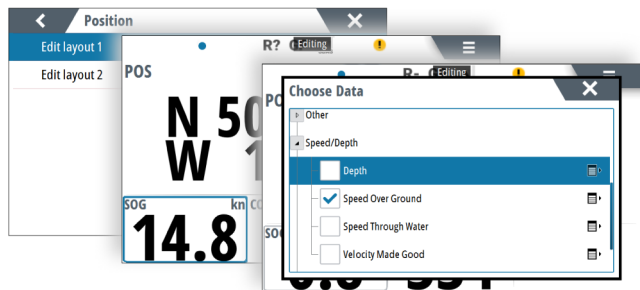 Position
Edit layout 1
Edit layout 2
R?
Editing
POS
N 50
W 1
SOG
kn
14.8
R-
Editing
Choose Data
Other
Speed/Depth
Depth
Speed Over Ground
Speed Through Water
Velocity Made Good